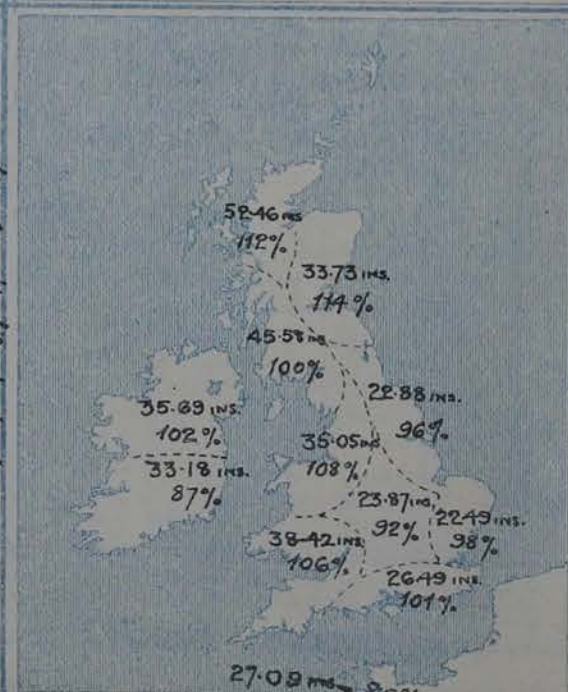 52.46 INS.
112%
33.73 INS.
114%
45.58 INS
100%
22.88 INS.
96%
35.69 INS.
102%
35.05 INS
108%
33.18 INS.
87%
23.87 INS.
92%
22.49 INS.
98%
38.42 INS.
106%
26.49 INS.
101%
27.09 INS